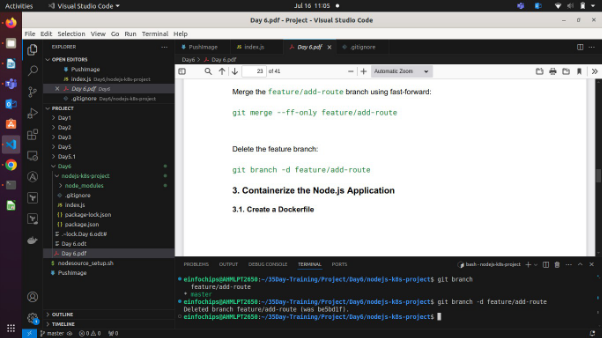 Activities
Visual Studio Code
Jul 16 11:05
Day 6.pdf - Project - Visual Studio Code
File Edit Selection View Go Run Terminal Help
EXPLORER
OPEN EDITORS
PushImage
index.js Day6/nodejs-k8s-project
Day 6.pdf Day6
.gitignore Day6/nodejs-k8s-project
PROJECT
Day1
Day2
Day3
Day5
Day5.1
Day6
nodejs-k8s-project
node_modules
.gitignore
index.js
package-lock.json
package.json
.~lock.Day 6.odt#
Day 6.odt
Day 6.pdf
nodesource_setup.sh
PushImage
OUTLINE
TIMELINE
PushImage
index.js
Day 6.pdf
.gitignore
Day6 > Day 6.pdf
23 of 41
Automatic Zoom
Merge the feature/add-route branch using fast-forward:
git merge --ff-only feature/add-route
Delete the feature branch:
git branch -d feature/add-route
3. Containerize the Node.js Application
3.1. Create a Dockerfile
PROBLEMS OUTPUT DEBUG CONSOLE TERMINAL PORTS
bash - nodejs-k8s-project
einfochips@AHMLPT2650:~/35Day-Training/Project/Day6/nodejs-k8s-project$ git branch
feature/add-route
* master
einfochips@AHMLPT2650:~/35Day-Training/Project/Day6/nodejs-k8s-project$ git branch -d feature/add-route
Deleted branch feature/add-route (was be5bd1f).
einfochips@AHMLPT2650:~/35Day-Training/Project/Day6/nodejs-k8s-project$
master
0 0
0